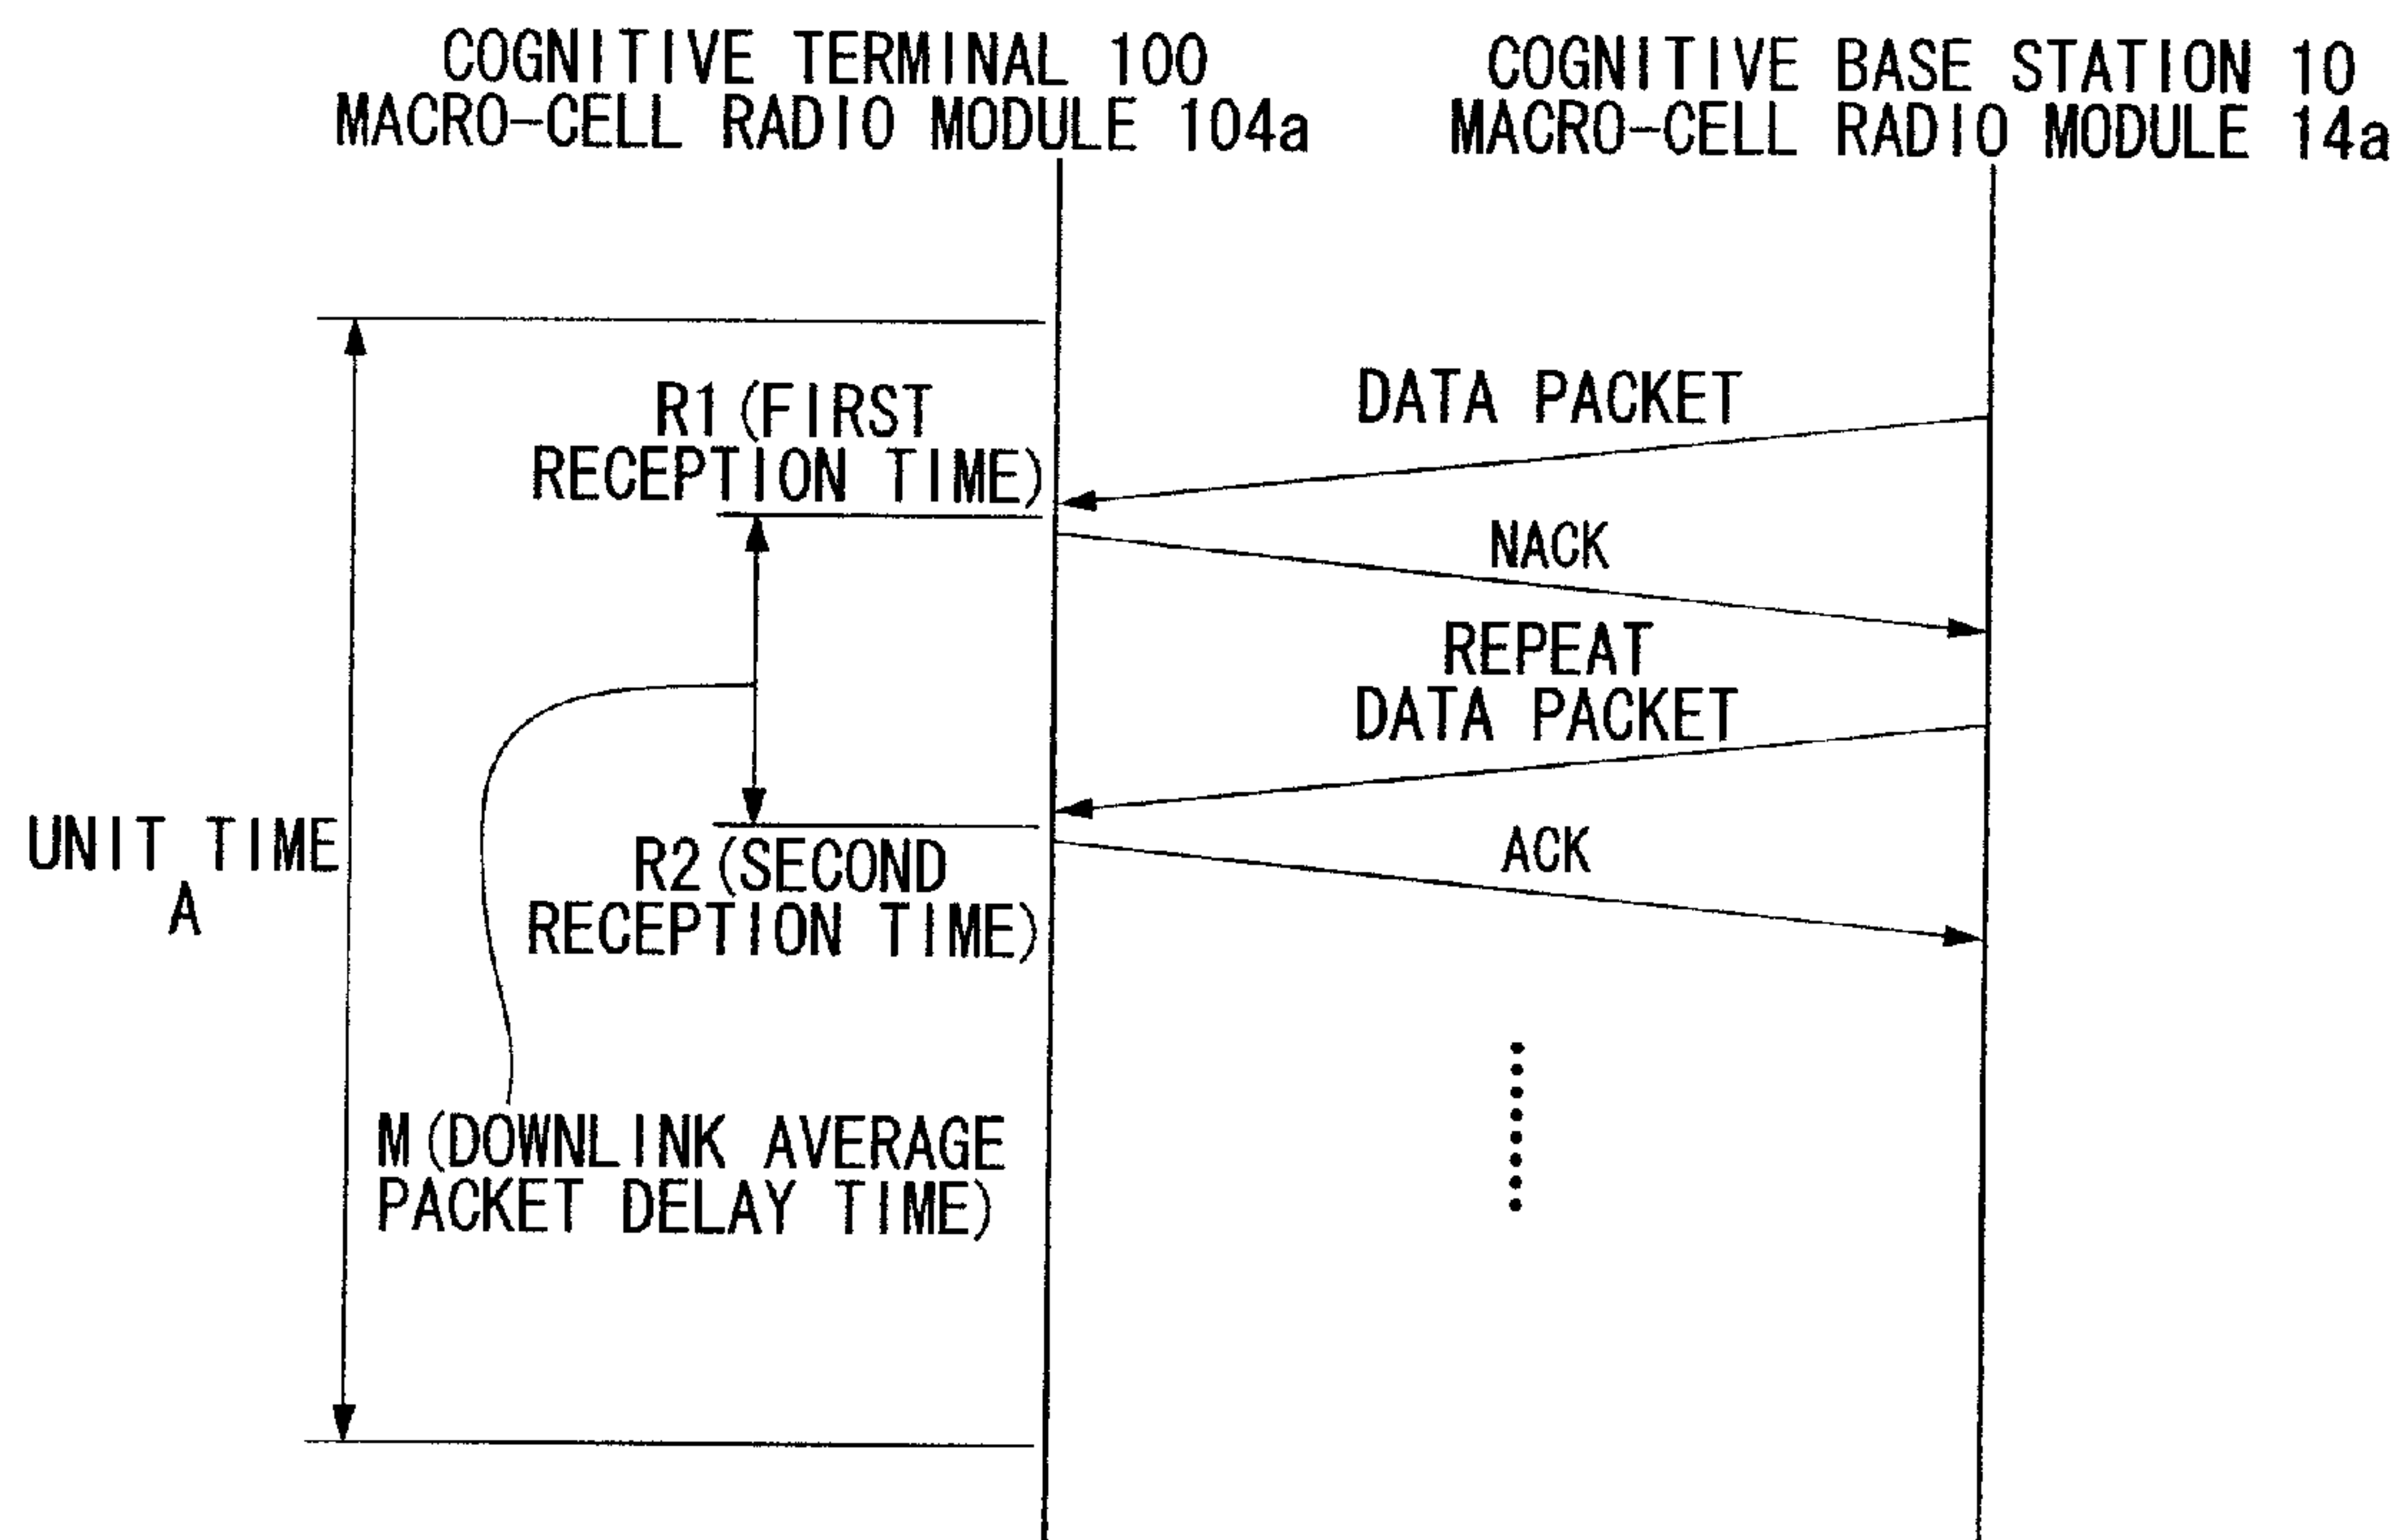 COGNITIVE TERMINAL 100
MACRO-CELL RADIO MODULE 104a
COGNITIVE BASE STATION 10
MACRO-CELL RADIO MODULE 14a
R1(FIRST
RECEPTION TIME)
DATA PACKET
NACK
REPEAT
DATA PACKET
UNIT TIME
A
R2(SECOND
RECEPTION TIME)
ACK
M(DOWNLINK AVERAGE
PACKET DELAY TIME)